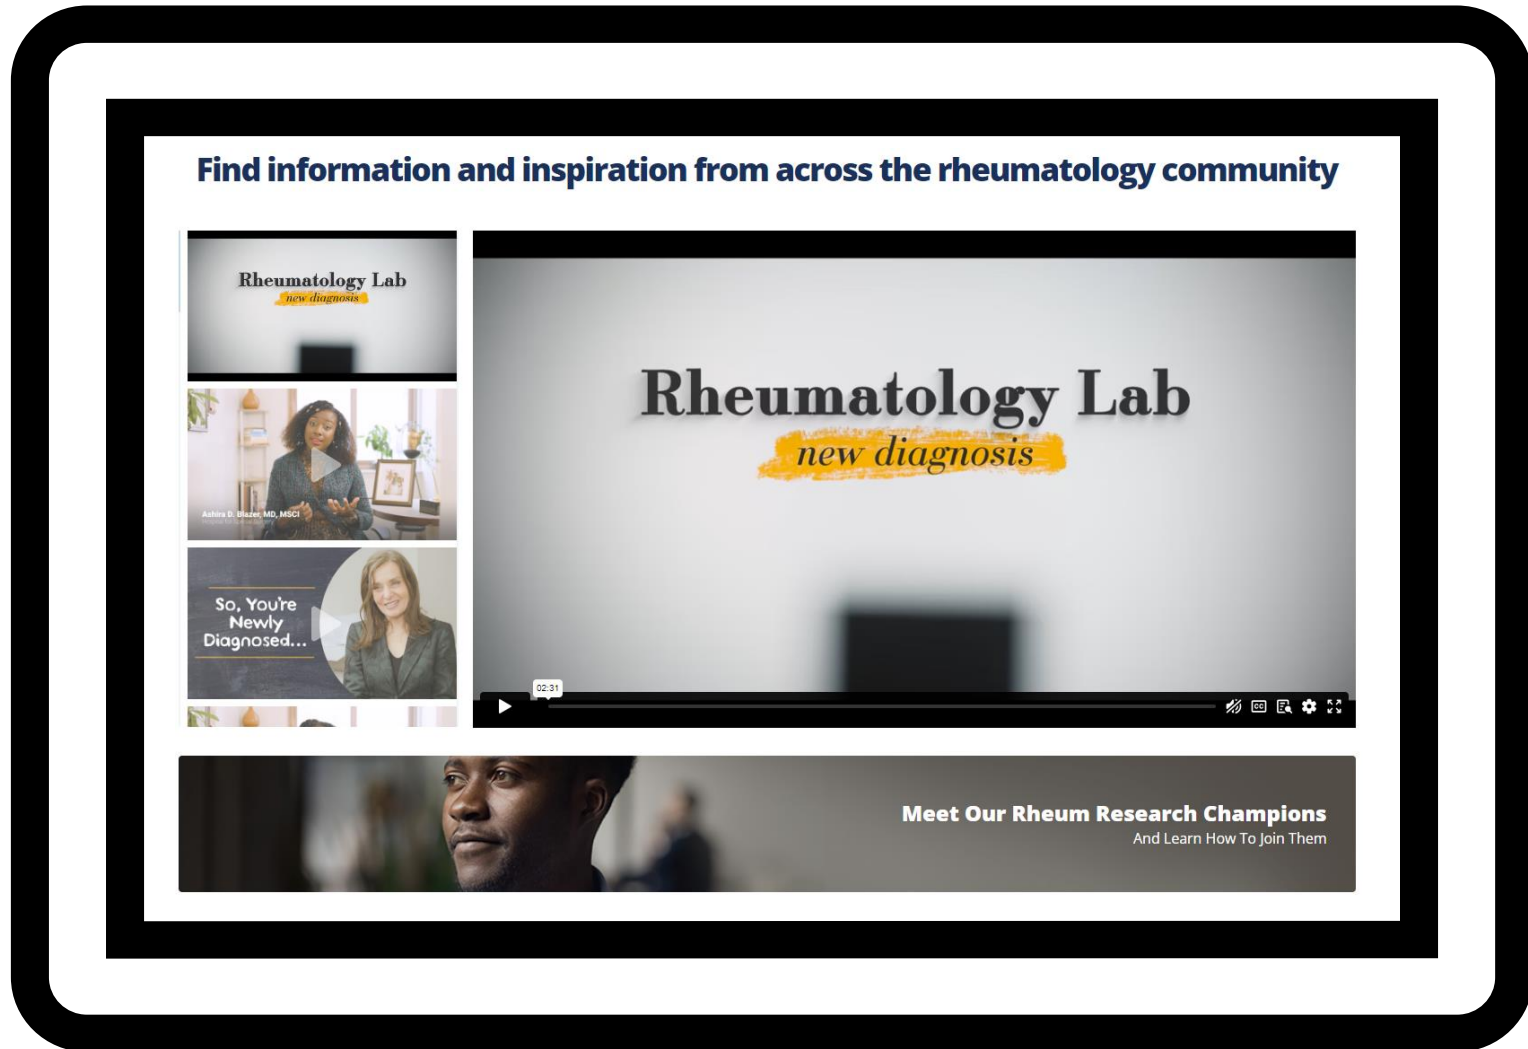 Find information and inspiration from across the rheumatology community
Rheumatology Lab
new diagnosis
Ashira D. Blazer, MD, MSCI
So, You're
Newly
Diagnosed...
Rheumatology Lab
new diagnosis
02:31
CC
Meet Our Rheum Research Champions
And Learn How To Join Them